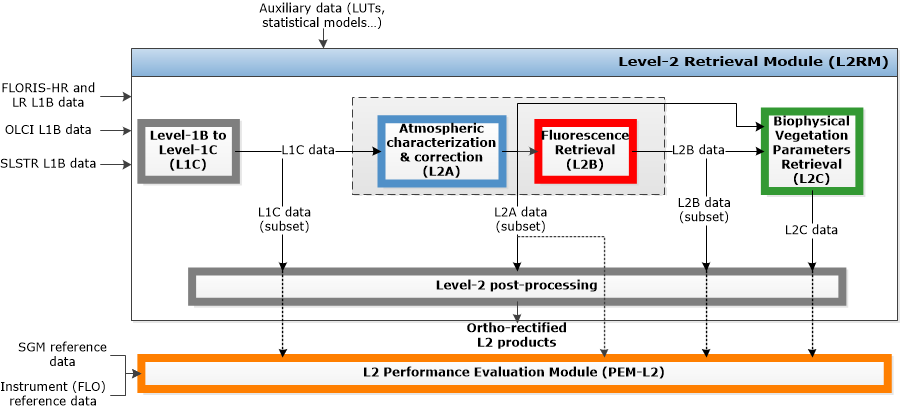 Auxiliary data (LUTs,
statistical models...)
Level-2 Retrieval Module (L2RM)
FLORIS-HR and
LR L1B data
OLCI L1B data
SLSTR L1B data
Level-1B to
Level-1C
(L1C)
L1C data
Atmospheric
characterization
& correction
(L2A)
Fluorescence
Retrieval
(L2B)
L2B data
Biophysical
Vegetation
Parameters
Retrieval
(L2C)
L1C data
(subset)
L2A data
(subset)
L2B data
(subset)
L2C data
Level-2 post-processing
Ortho-rectified
L2 products
SGM reference
data
Instrument (FLO)
reference data
L2 Performance Evaluation Module (PEM-L2)